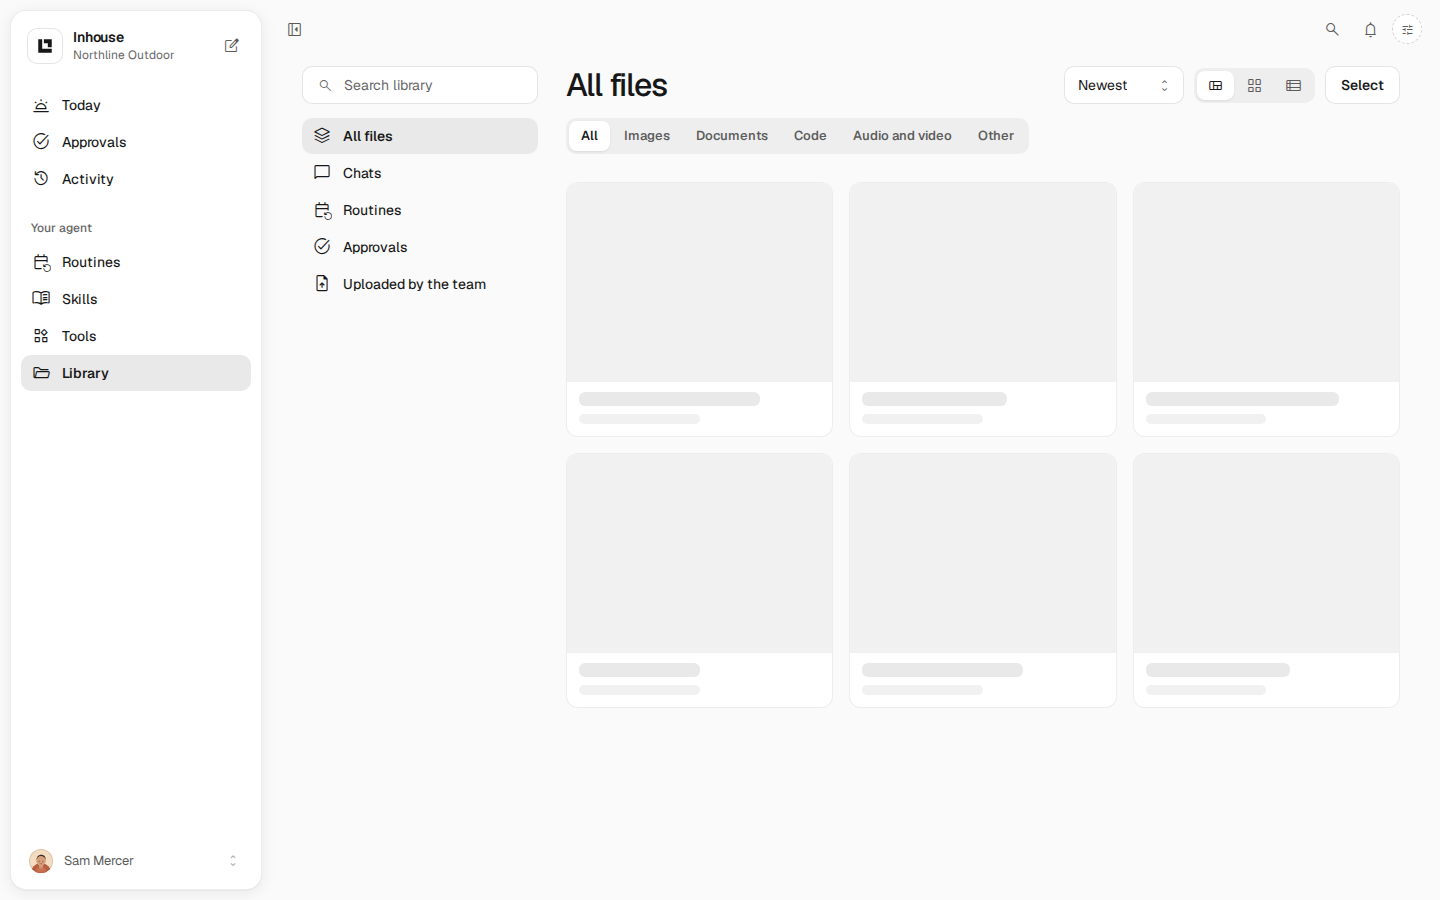 Inhouse
Northline Outdoor
Today
Approvals
Activity
Your agent
Routines
Skills
Tools
Library
Sam Mercer
Search library
All files
Chats
Routines
Approvals
Uploaded by the team
All files
Newest
Select
All Images Documents Code Audio and video Other